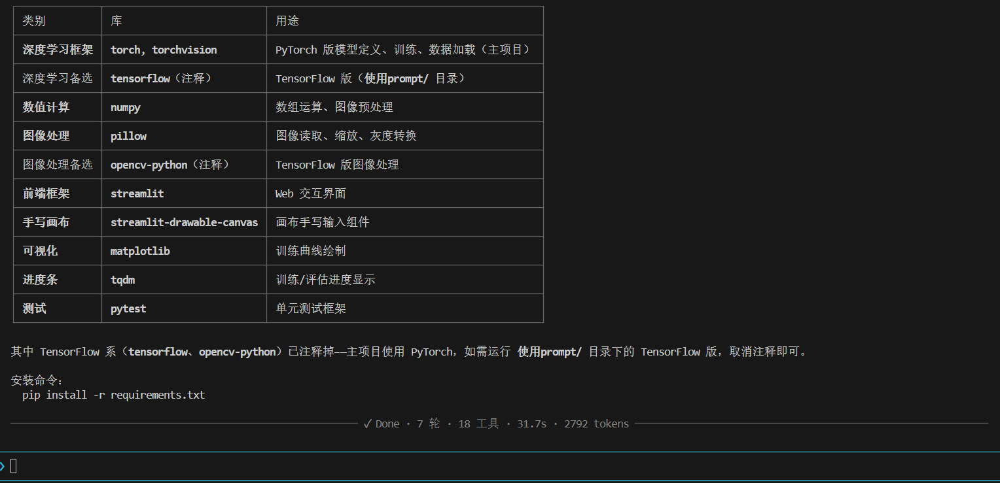 类别 库 用途
深度学习框架 torch, torchvision PyTorch 版模型定义、训练、数据加载（主项目）
深度学习备选 tensorflow（注释） TensorFlow 版（使用prompt/ 目录）
数值计算 numpy 数组运算、图像预处理
图像处理 pillow 图像读取、缩放、灰度转换
图像处理备选 opencv-python（注释） TensorFlow 版图像处理
前端框架 streamlit Web 交互界面
手写画布 streamlit-drawable-canvas 画布手写输入组件
可视化 matplotlib 训练曲线绘制
进度条 tqdm 训练/评估进度显示
测试 pytest 单元测试框架
其中 TensorFlow 系（tensorflow、opencv-python）已注释掉——主项目使用 PyTorch，如需运行 使用prompt/ 目录下的 TensorFlow 版，取消注释即可。
安装命令：
pip install -r requirements.txt
✓ Done · 7 轮 · 18 工具 · 31.7s · 2792 tokens
❯